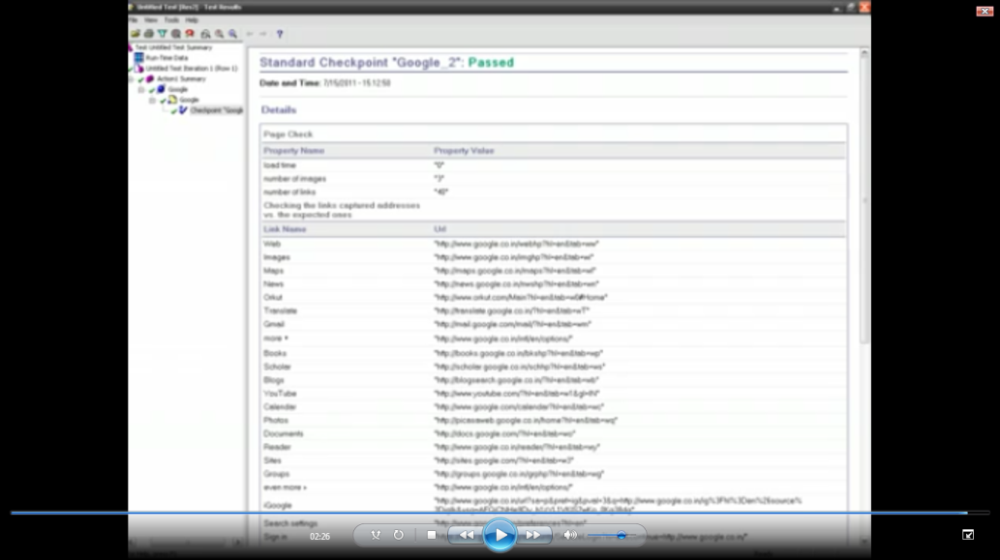 Untitled Test [Res2] - Test Results
File View Tools Help
Test Untitled Test Summary
Run-Time Data
Untitled Test Iteration 1 (Row 1)
Action1 Summary
Google
Google
Checkpoint "Googl
Standard Checkpoint "Google_2": Passed
Date and Time: 7/15/2011 - 15:12:50
Details
Page Check
Property Name Property Value
load time "0"
number of images "3"
number of links "40"
Checking the links captured addresses
vs. the expected ones
Link Name Url
Web "http://www.google.co.in/webhp?hl=en&tab=ww"
Images "http://www.google.co.in/imghp?hl=en&tab=wi"
Maps "http://maps.google.co.in/maps?hl=en&tab=wl"
News "http://news.google.co.in/nwshp?hl=en&tab=wn"
Orkut "http://www.orkut.com/Main?hl=en&tab=w0#Home"
Translate "http://translate.google.co.in/?hl=en&tab=wT"
Gmail "http://mail.google.com/mail/?hl=en&tab=wm"
more ▾ "http://www.google.co.in/intl/en/options/"
Books "http://books.google.co.in/bkshp?hl=en&tab=wp"
Scholar "http://scholar.google.co.in/schhp?hl=en&tab=ws"
Blogs "http://blogsearch.google.co.in/?hl=en&tab=wb"
YouTube "http://www.youtube.com/?hl=en&tab=w1&gl=IN"
Calendar "http://www.google.com/calendar?hl=en&tab=wc"
Photos "http://picasaweb.google.co.in/home?hl=en&tab=wq"
Documents "http://docs.google.com/?hl=en&tab=wo"
Reader "http://www.google.co.in/reader/?hl=en&tab=wy"
Sites "http://sites.google.com/?hl=en&tab=w3"
Groups "http://groups.google.co.in/grphp?hl=en&tab=wg"
even more » "http://www.google.co.in/intl/en/options/"
iGoogle "http://www.google.co.in/url?sa=p&pref=ig&pval=3&q=http://www.google.co.in/ig%3Fhl%3Den%26source%
Search settings
Sign in
02:26